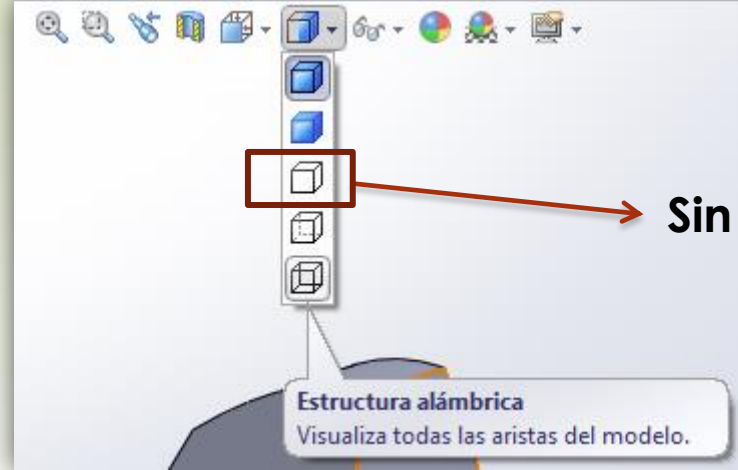 Sin
Estructura alámbrica
Visualiza todas las aristas del modelo.